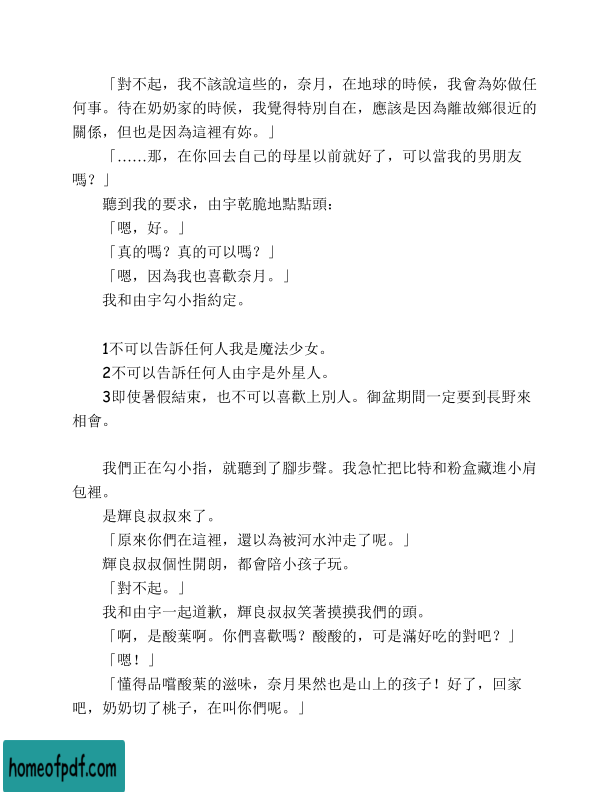 「對不起，我不該說這些的，奈月，在地球的時候，我會為妳做任
何事。待在奶奶家的時候，我覺得特別自在，應該是因為離故鄉很近的
關係，但也是因為這裡有妳。」
「……那，在你回去自己的母星以前就好了，可以當我的男朋友
嗎？」
聽到我的要求，由宇乾脆地點點頭：
「嗯，好。」
「真的嗎？真的可以嗎？」
「嗯，因為我也喜歡奈月。」
我和由宇勾小指約定。
1不可以告訴任何人我是魔法少女。
2不可以告訴任何人由宇是外星人。
3即使暑假結束，也不可以喜歡上別人。御盆期間一定要到長野來
相會。
我們正在勾小指，就聽到了腳步聲。我急忙把比特和粉盒藏進小肩
包裡。
是輝良叔叔來了。
「原來你們在這裡，還以為被河水沖走了呢。」
輝良叔叔個性開朗，都會陪小孩子玩。
「對不起。」
我和由宇一起道歉，輝良叔叔笑著摸摸我們的頭。
「啊，是酸葉啊。你們喜歡嗎？酸酸的，可是滿好吃的對吧？」
「嗯！」
「懂得品嚐酸葉的滋味，奈月果然也是山上的孩子！好了，回家
吧，奶奶切了桃子，在叫你們呢。」
homeofpdf.com